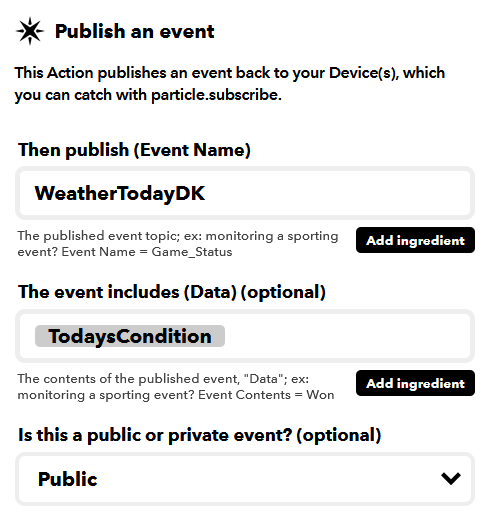 Publish an event
This Action publishes an event back to your Device(s), which
you can catch with particle.subscribe.
Then publish (Event Name)
WeatherTodayDK
The published event topic; ex: monitoring a sporting
event? Event Name = Game_Status
Add ingredient
The event includes (Data) (optional)
TodaysCondition
The contents of the published event, "Data"; ex:
monitoring a sporting event? Event Contents = Won
Add ingredient
Is this a public or private event? (optional)
Public